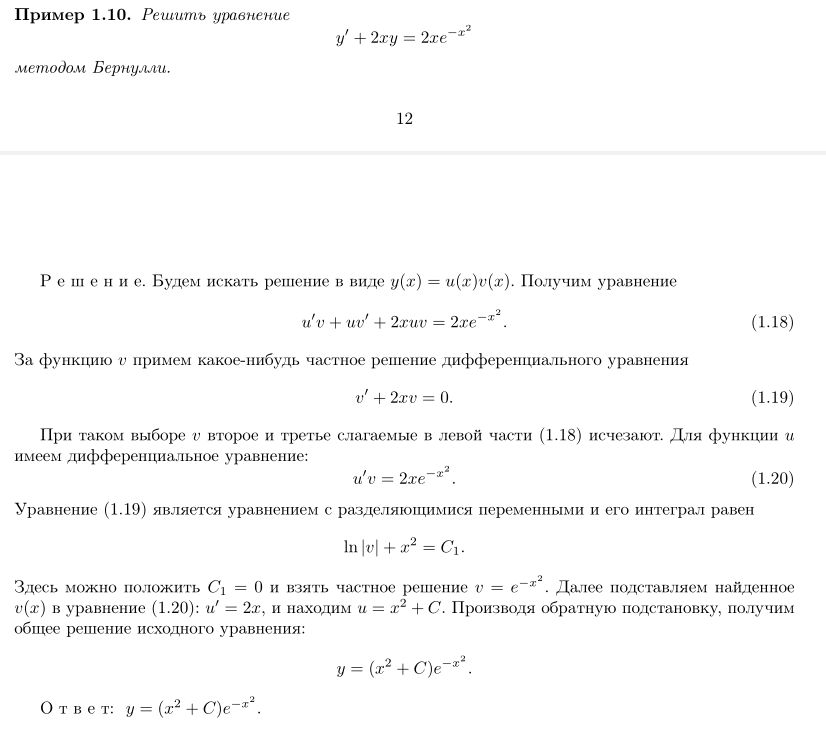 Пример 1.10. Решить уравнение
y′ + 2xy = 2xe^{−x^2}
методом Бернулли.
12
Р е ш е н и е. Будем искать решение в виде y(x) = u(x)v(x). Получим уравнение
u′v + uv′ + 2xuv = 2xe^{−x^2}. (1.18)
За функцию v примем какое-нибудь частное решение дифференциального уравнения
v′ + 2xv = 0. (1.19)
При таком выборе v второе и третье слагаемые в левой части (1.18) исчезают. Для функции u
имеем дифференциальное уравнение:
u′v = 2xe^{−x^2}. (1.20)
Уравнение (1.19) является уравнением с разделяющимися переменными и его интеграл равен
ln |v| + x^2 = C_1.
Здесь можно положить C_1 = 0 и взять частное решение v = e^{−x^2}. Далее подставляем найденное
v(x) в уравнение (1.20): u′ = 2x, и находим u = x^2 + C. Производя обратную подстановку, получим
общее решение исходного уравнения:
y = (x^2 + C)e^{−x^2}.
О т в е т: y = (x^2 + C)e^{−x^2}.